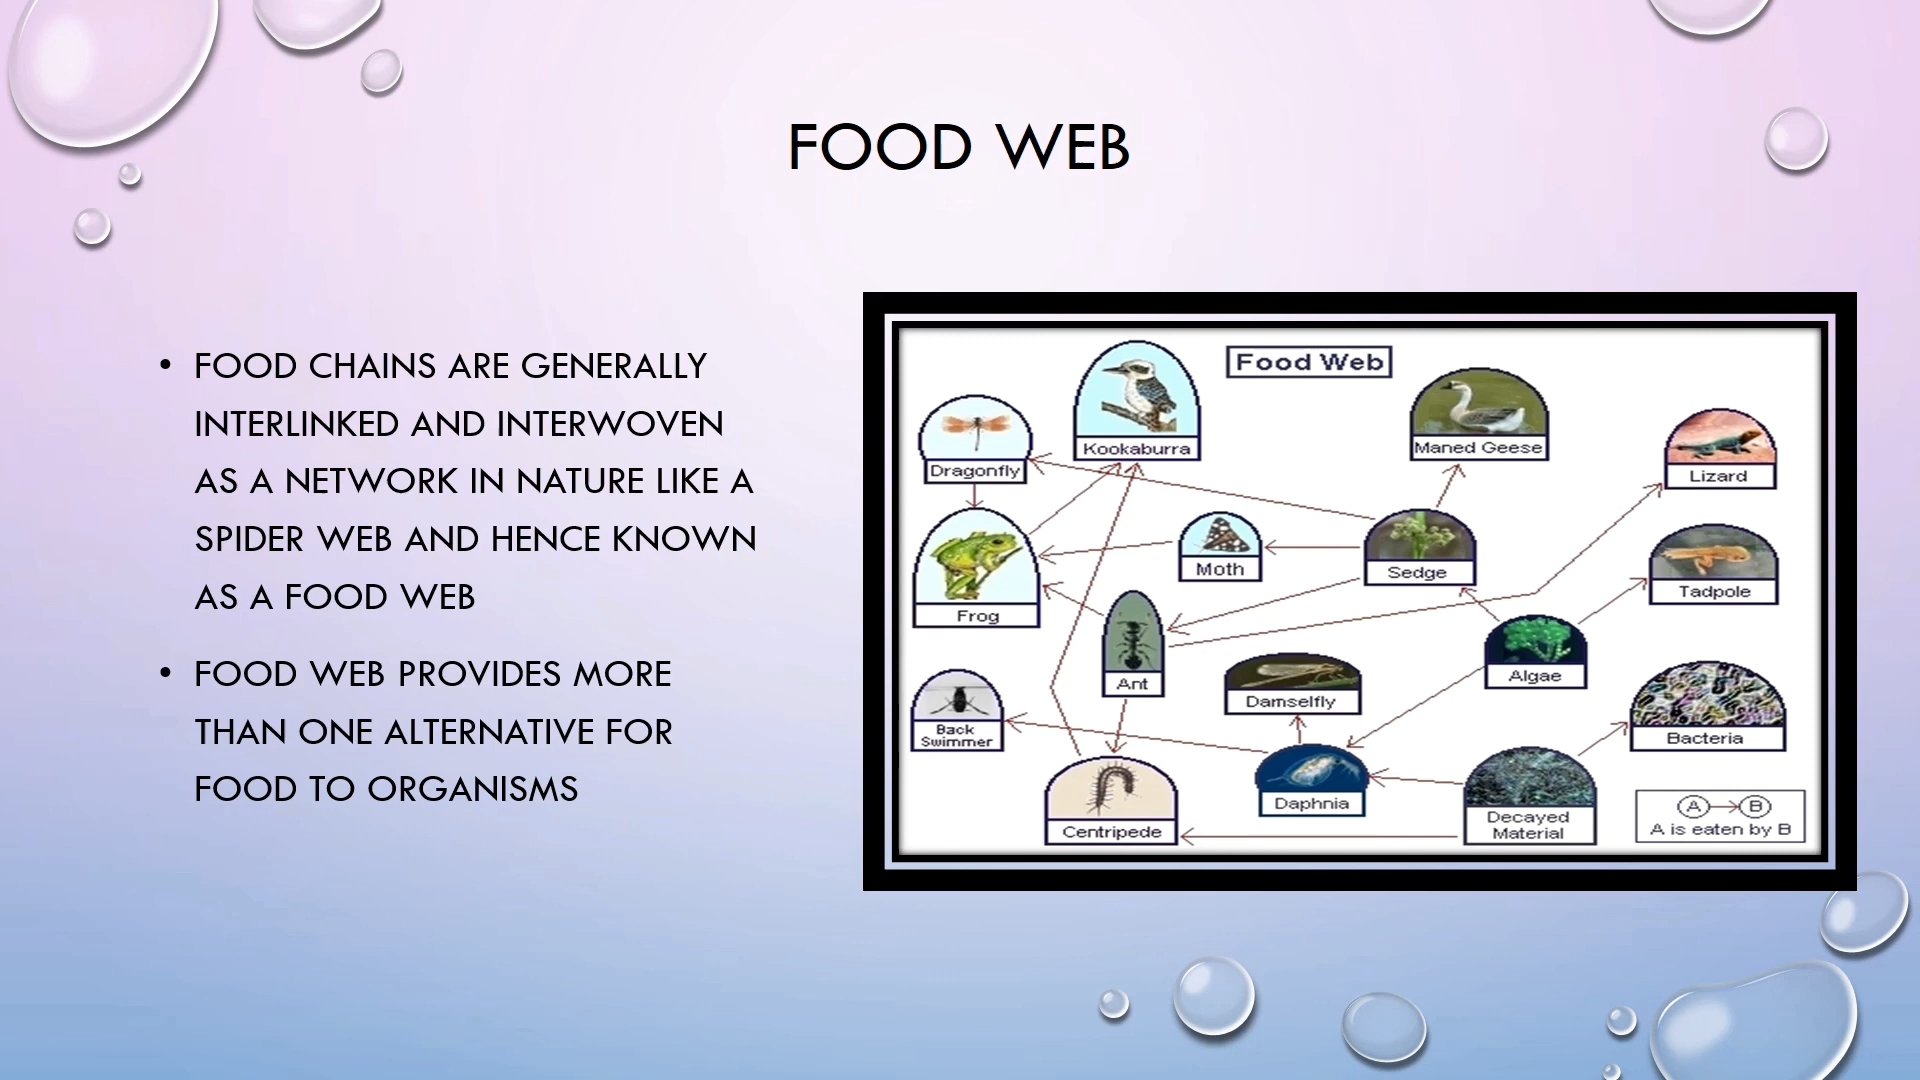 FOOD WEB
• FOOD CHAINS ARE GENERALLY
INTERLINKED AND INTERWOVEN
AS A NETWORK IN NATURE LIKE A
SPIDER WEB AND HENCE KNOWN
AS A FOOD WEB
• FOOD WEB PROVIDES MORE
THAN ONE ALTERNATIVE FOR
FOOD TO ORGANISMS
Food Web
Kookaburra
Maned Geese
Dragonfly
Lizard
Moth
Sedge
Tadpole
Frog
Ant
Algae
Damselfly
Back
Swimmer
Bacteria
Daphnia
Centripede
Decayed
Material
A B
A is eaten by B